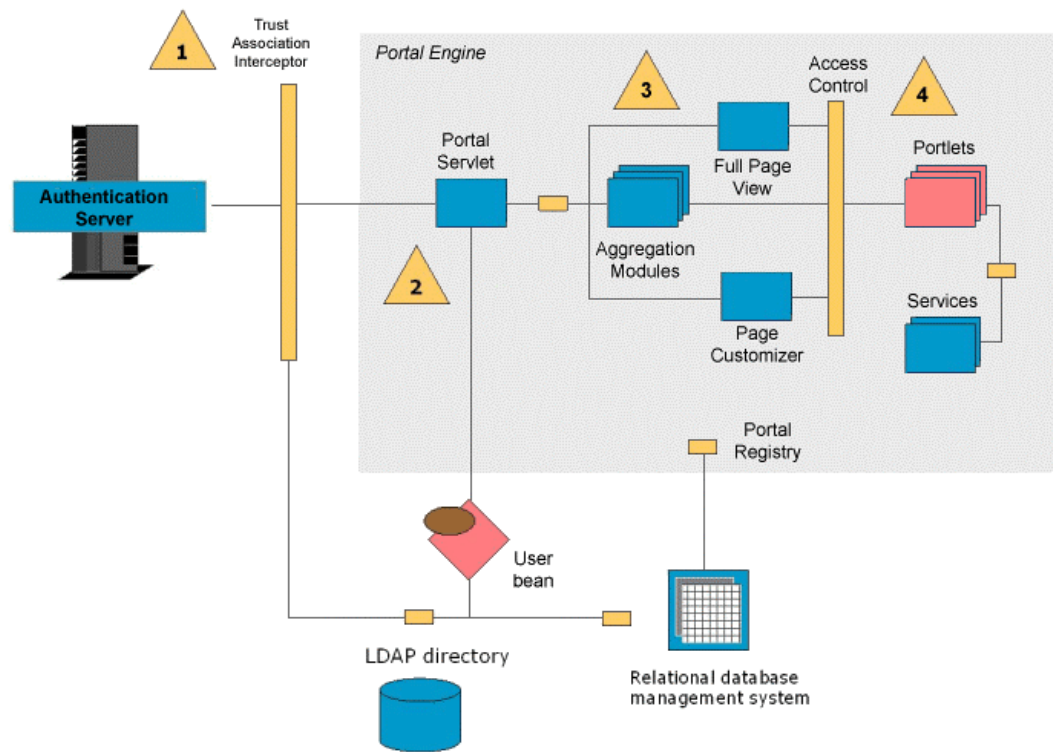 1
Trust
Association
Interceptor
Portal Engine
3
Access
Control
4
Authentication
Server
Portal
Servlet
Full Page
View
Portlets
2
Aggregation
Modules
Page
Customizer
Services
Portal
Registry
User
bean
LDAP directory
Relational database
management system